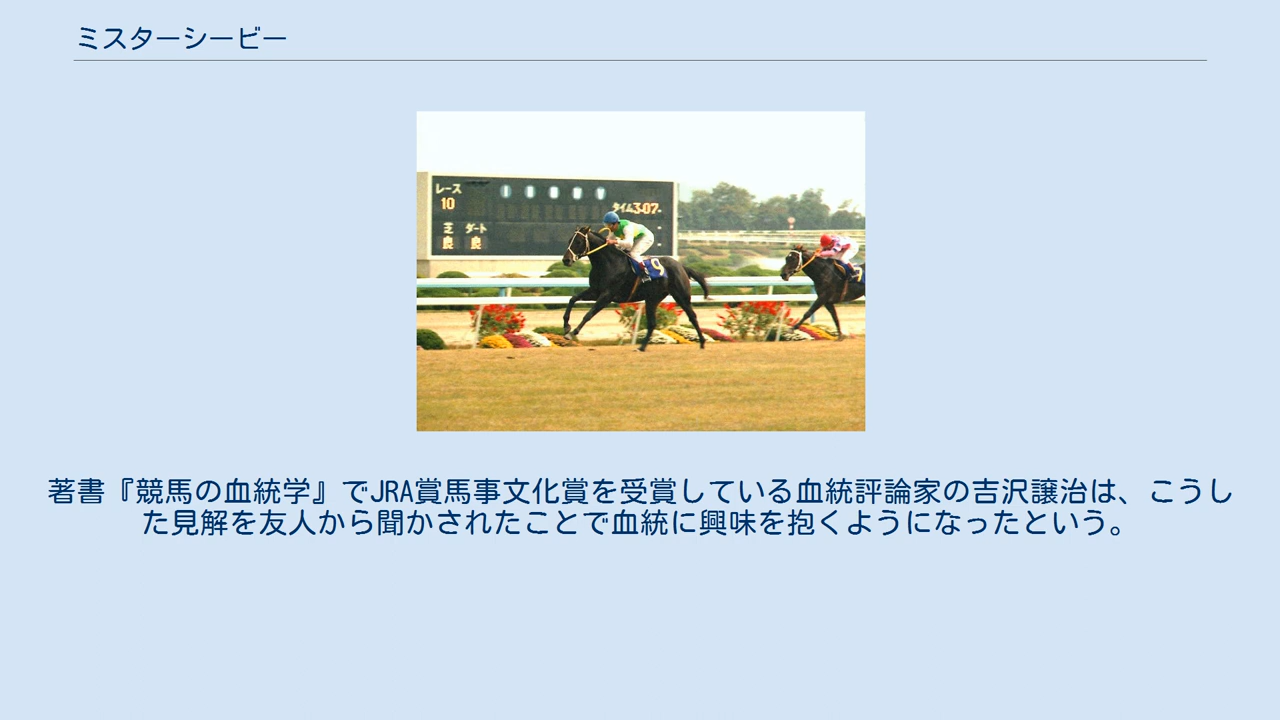 ミスターシービー
レース
10
タイム3:07.
芝 ダート
良 良
9
著書『競馬の血統学』でJRA賞馬事文化賞を受賞している血統評論家の吉沢譲治は、こうし
た見解を友人から聞かされたことで血統に興味を抱くようになったという。